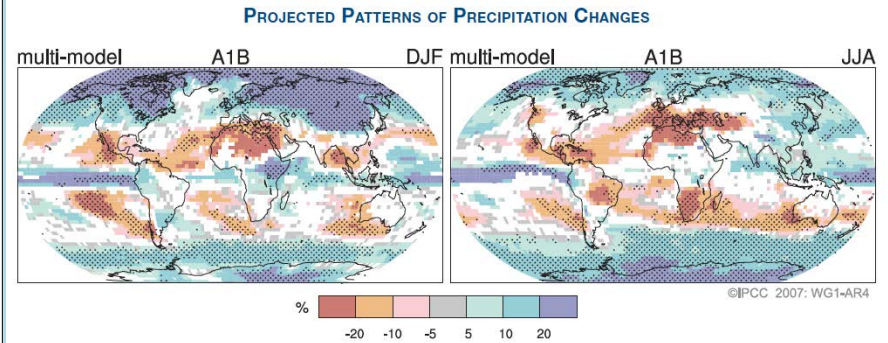 PROJECTED PATTERNS OF PRECIPITATION CHANGES
multi-model A1B DJF
multi-model A1B JJA
©IPCC 2007: WG1-AR4
%
-20 -10 -5 5 10 20